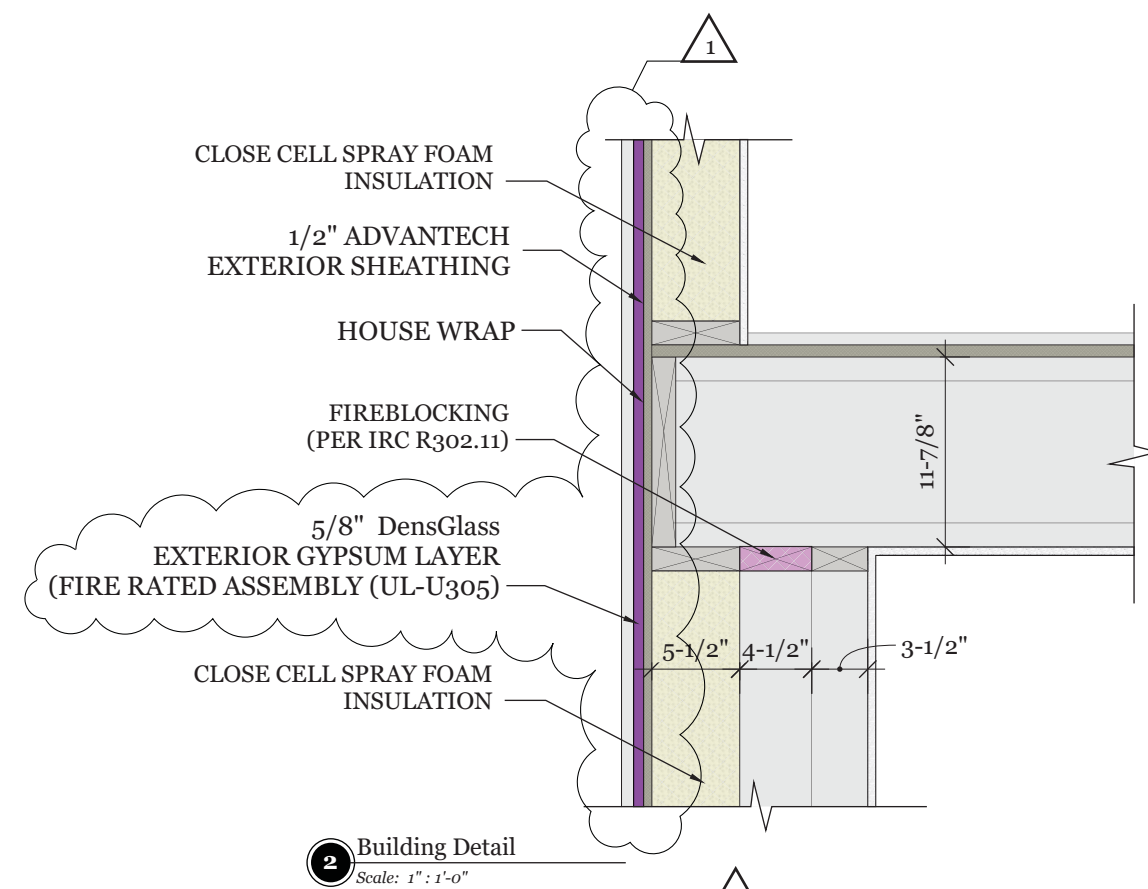 1
CLOSE CELL SPRAY FOAM
INSULATION
1/2" ADVANTECH
EXTERIOR SHEATHING
HOUSE WRAP
FIREBLOCKING
(PER IRC R302.11)
11-7/8"
5/8" DensGlass
EXTERIOR GYPSUM LAYER
(FIRE RATED ASSEMBLY (UL-U305)
5-1/2"
4-1/2"
3-1/2"
CLOSE CELL SPRAY FOAM
INSULATION
2
Building Detail
Scale: 1" : 1'-0"